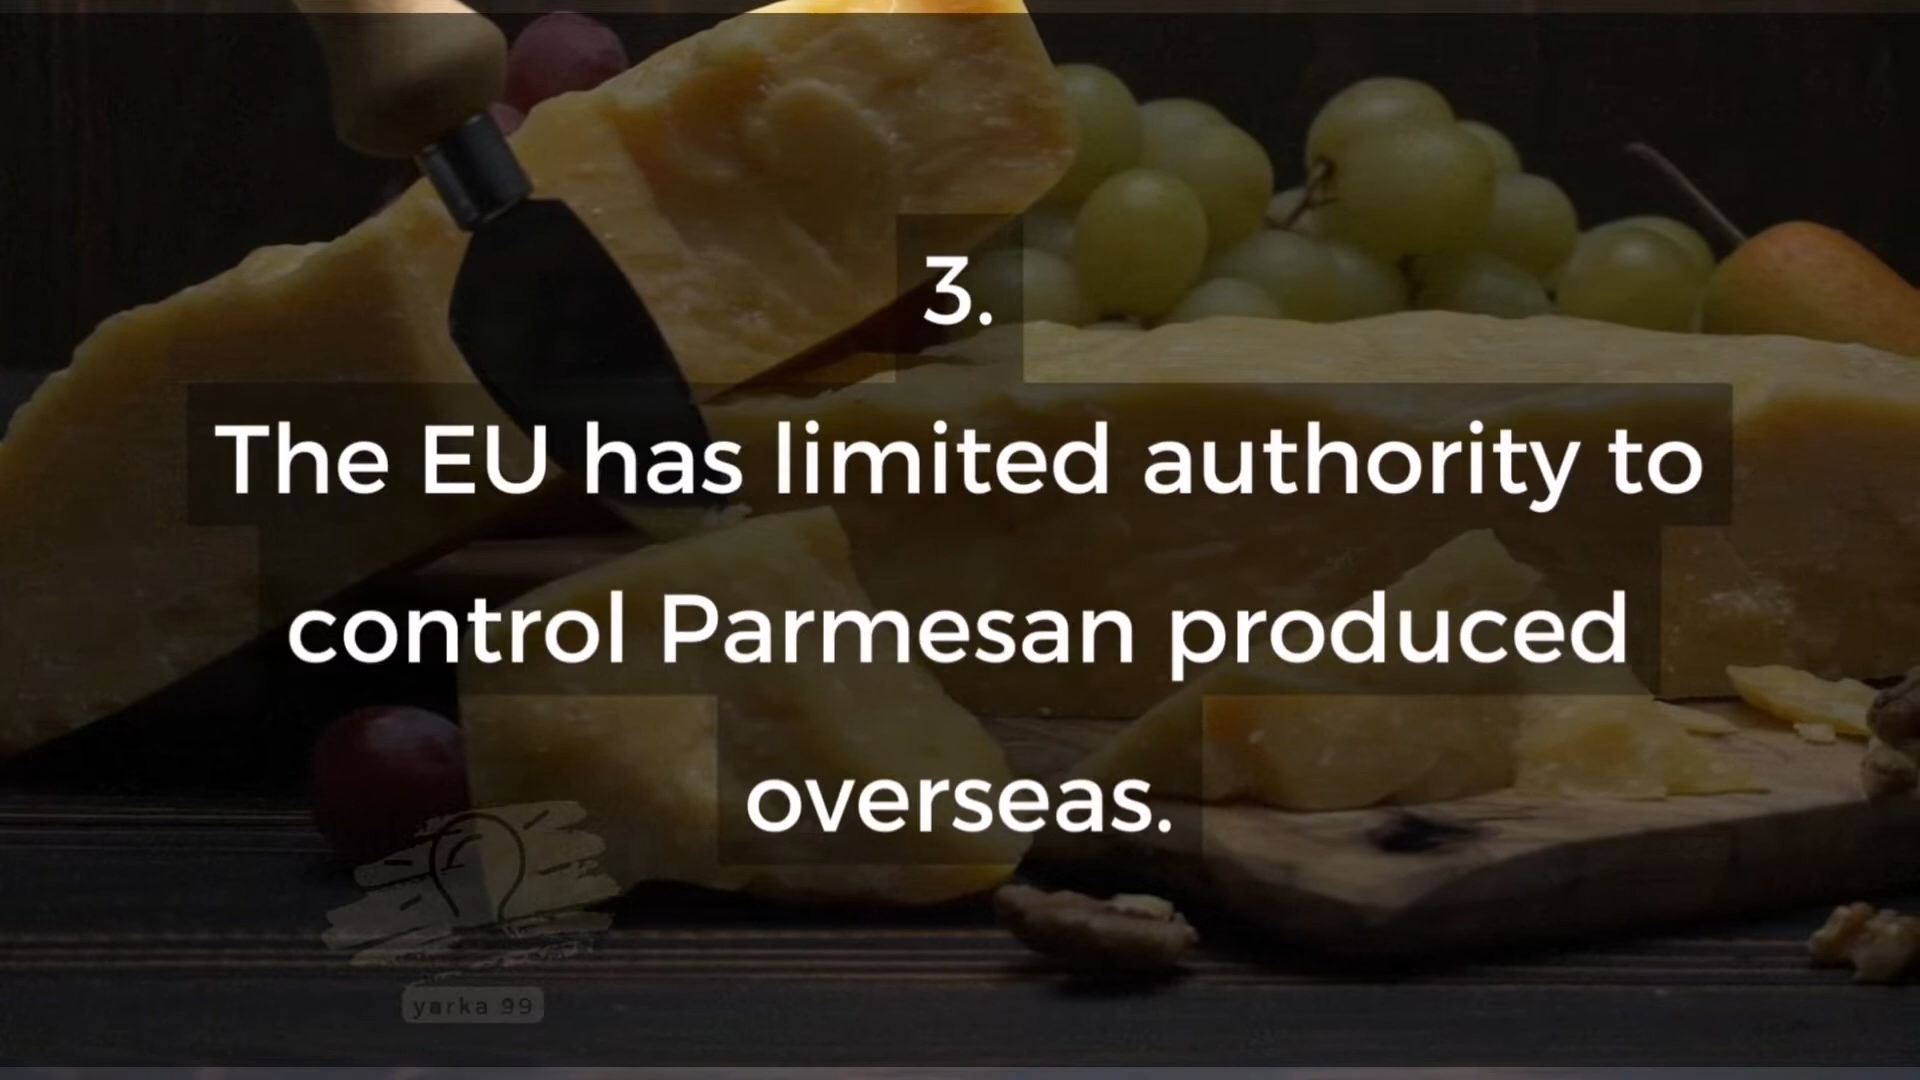 3.
The EU has limited authority to
control Parmesan produced
overseas.
yarka 99